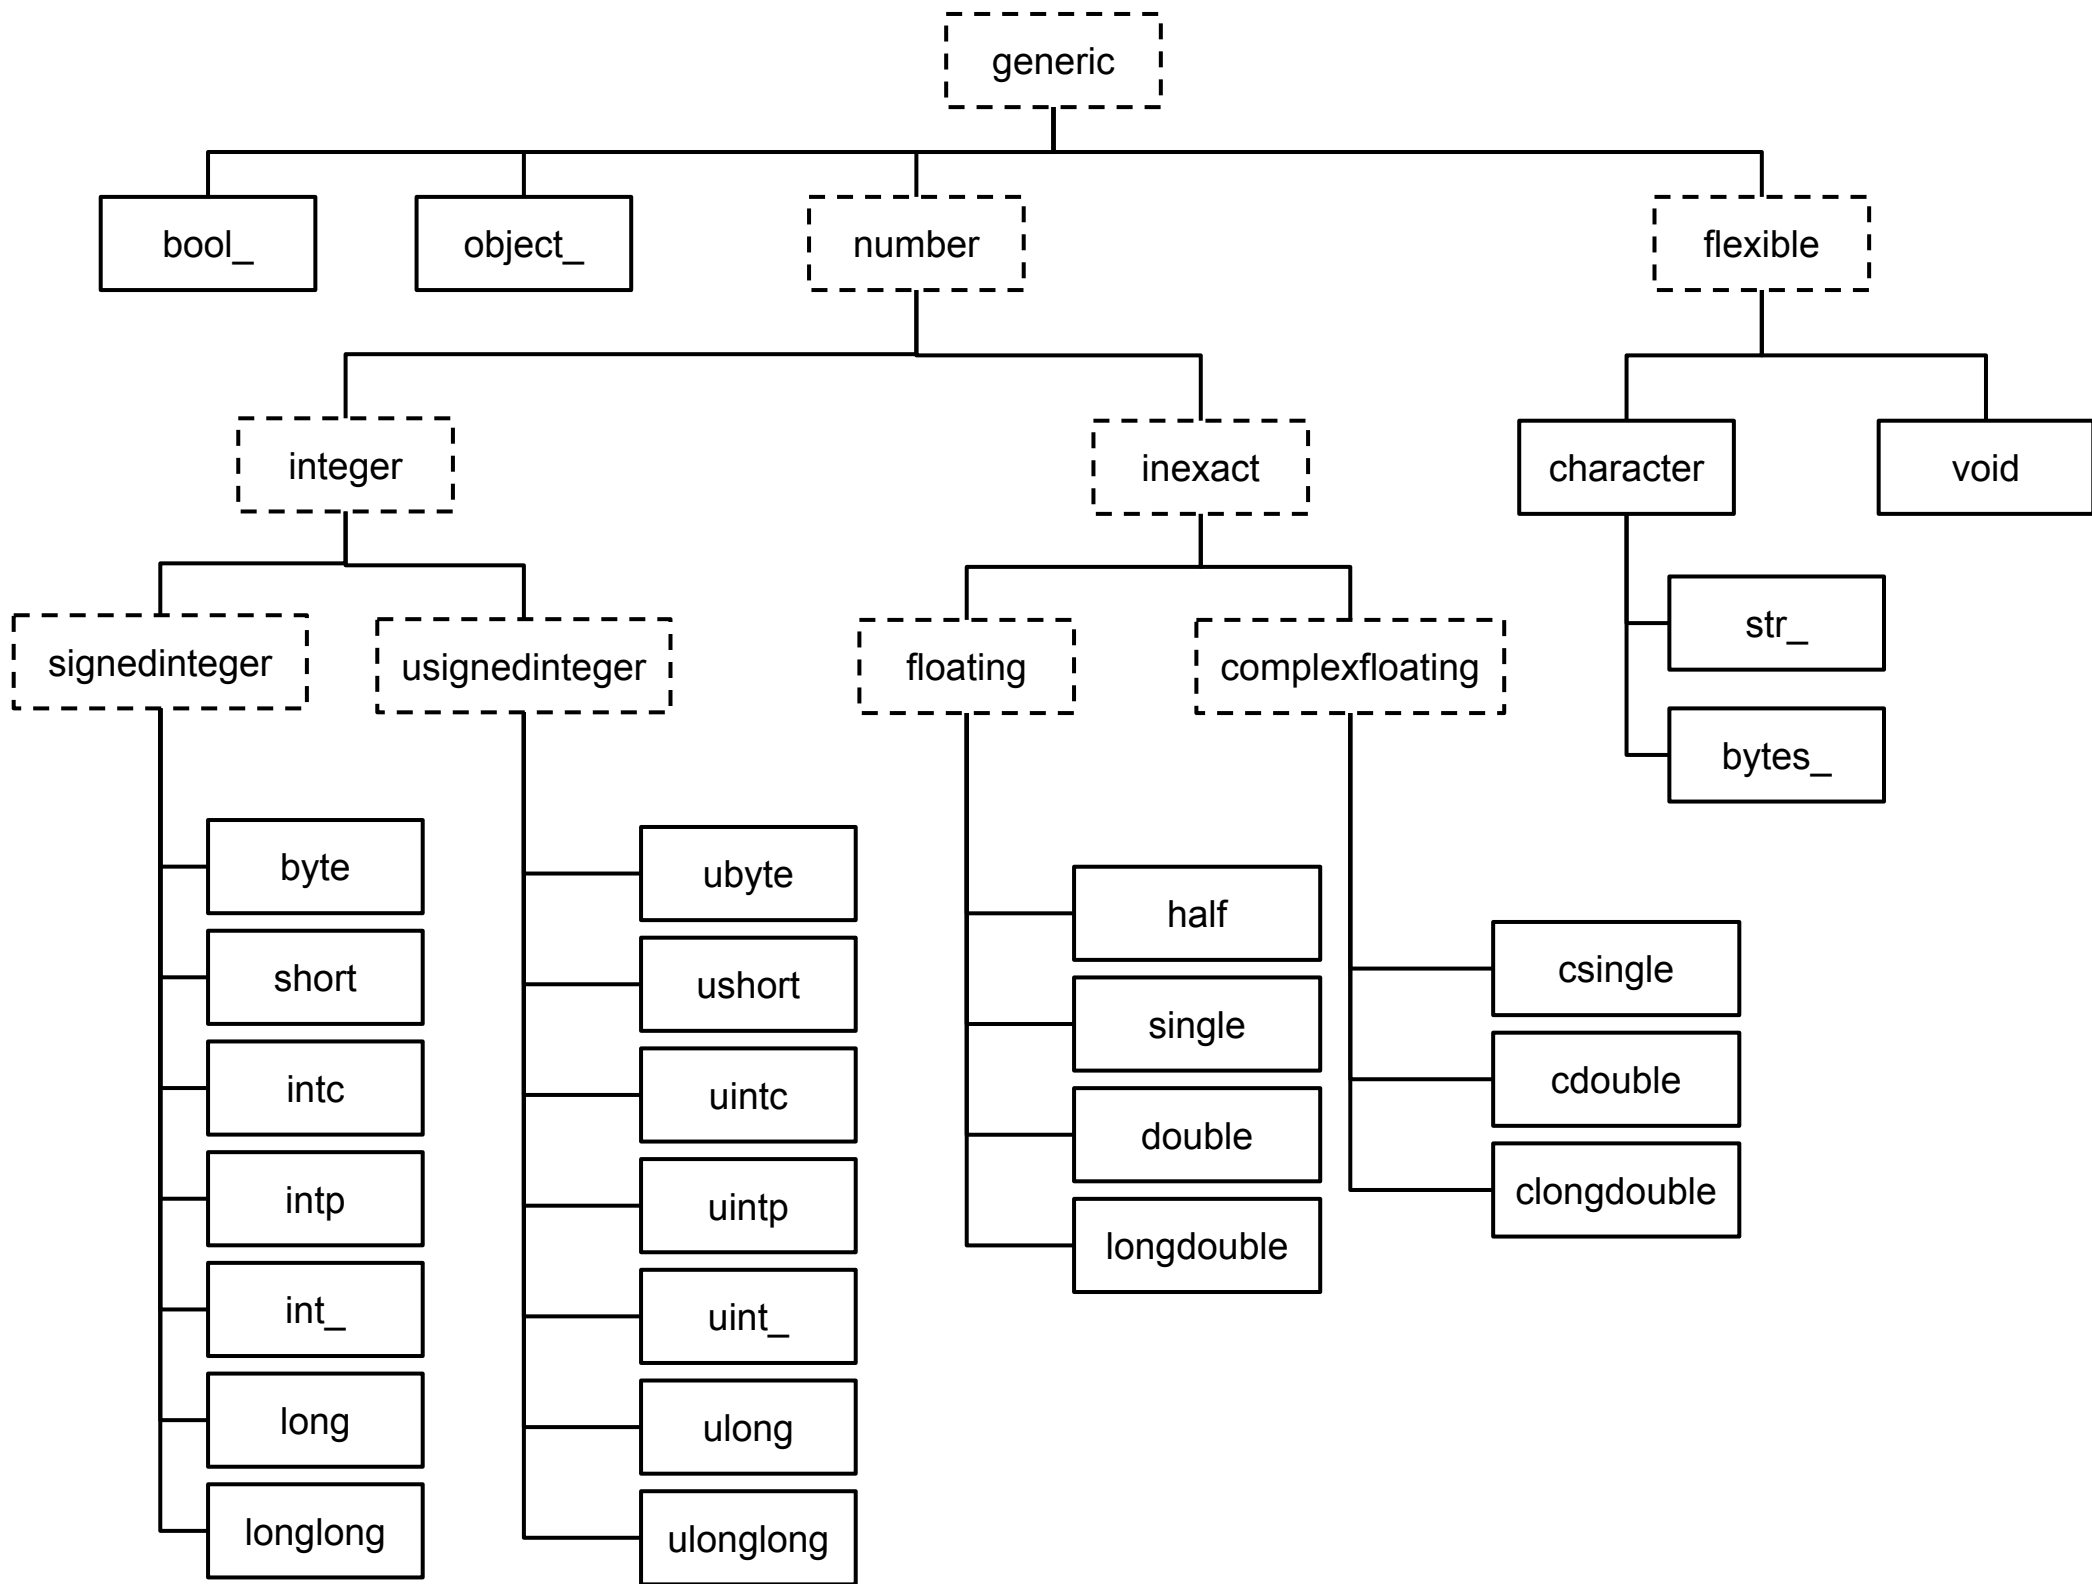 generic
bool_
object_
number
flexible
integer
inexact
character
void
signedinteger
usignedinteger
floating
complexfloating
str_
bytes_
byte
short
intc
intp
int_
long
longlong
ubyte
ushort
uintc
uintp
uint_
ulong
ulonglong
half
single
double
longdouble
csingle
cdouble
clongdouble